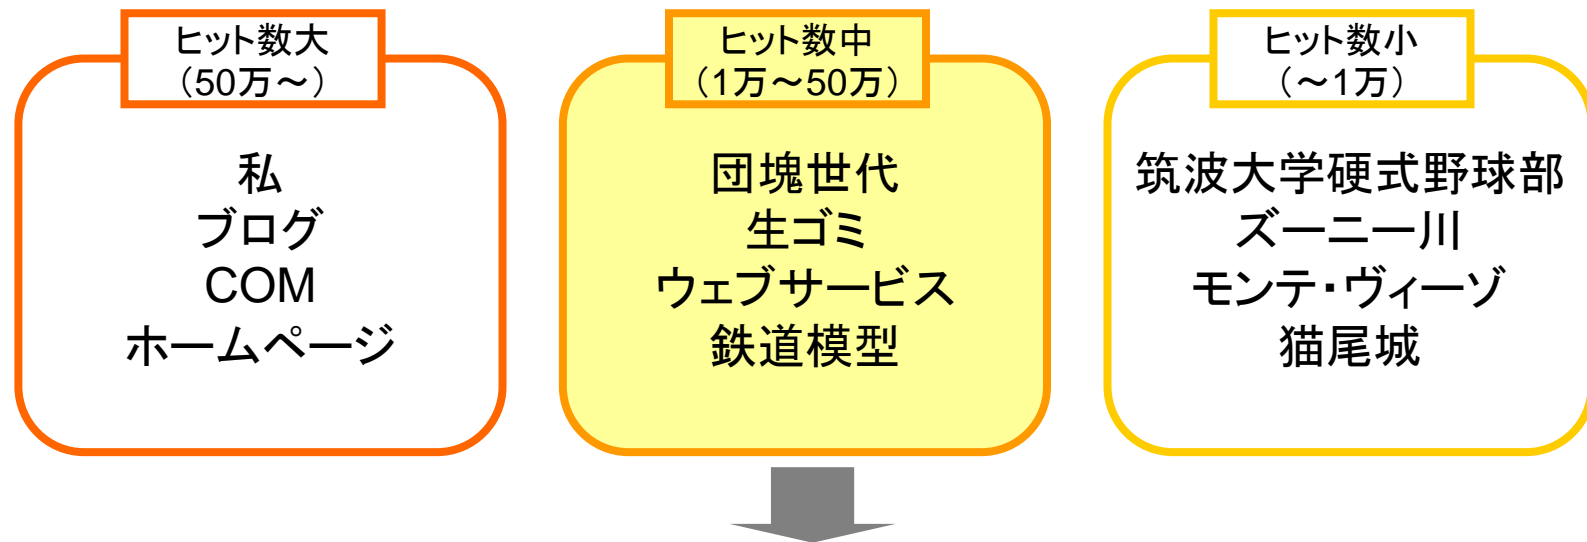 ヒット数大
（50万～）
私
ブログ
COM
ホームページ
ヒット数中
（1万～50万）
団塊世代
生ゴミ
ウェブサービス
鉄道模型
ヒット数小
（～1万）
筑波大学硬式野球部
ズーニー川
モンテ・ヴィーゾ
猫尾城